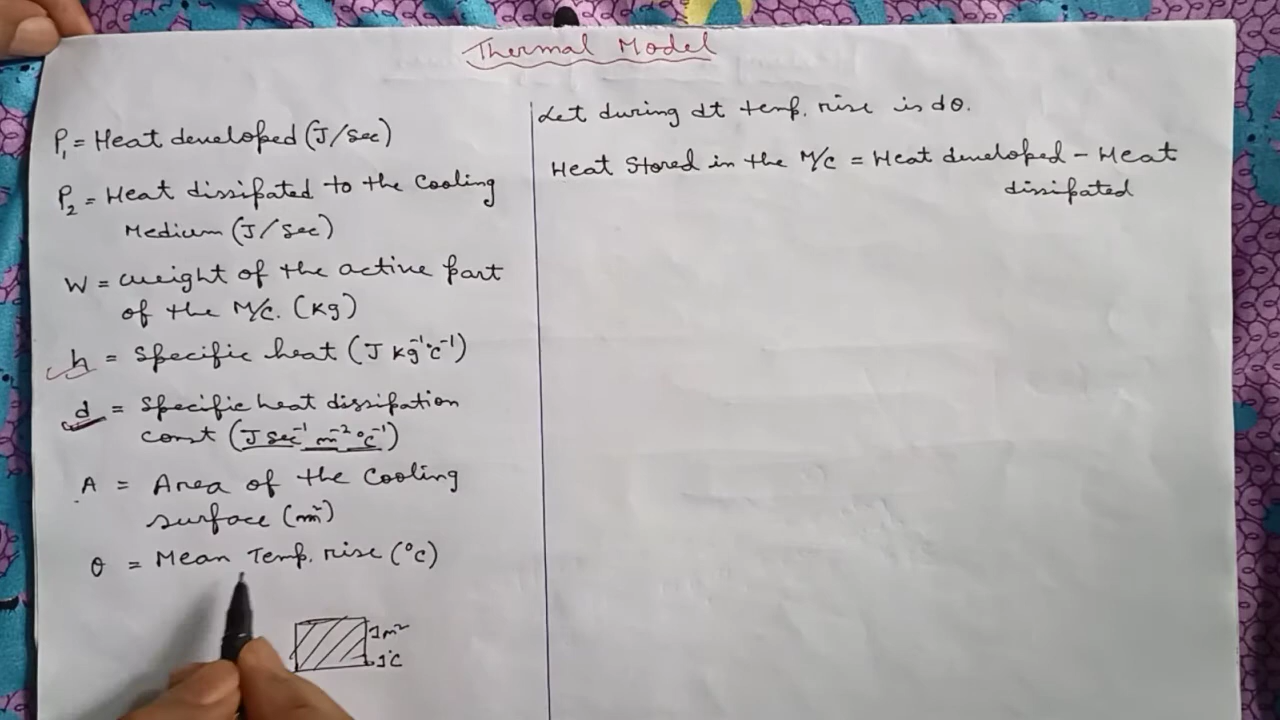 Thermal Model
P₁ = Heat developed (J/sec)
P₂ = Heat dissipated to the cooling
Medium (J/sec)
W = weight of the active part
of the M/c. (Kg)
h = Specific heat (J Kg⁻¹°C⁻¹)
d = Specific heat dissipation
const (J sec⁻¹ m⁻² °C⁻¹)
A = Area of the cooling
surface (m²)
θ = Mean Temp. rise (°C)
1m²
1°C
Let during dt temp. rise is dθ.
Heat Stored in the M/C = Heat developed - Heat
dissipated